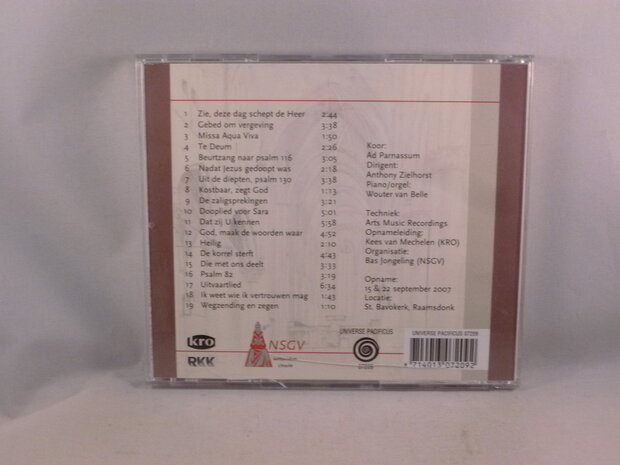 1 Zie, deze dag schept de Heer 2:44
2 Gebed om vergeving 3:38
3 Missa Aqua Viva 1:50
4 Te Deum 2:26
5 Beurtzang naar psalm 116 3:05
6 Nadat Jezus gedoopt was 2:18
7 Uit de diepten, psalm 130 3:38
8 Kostbaar, zegt God 1:13
9 De zaligsprekingen 3:21
10 Dooplied voor Sara 5:01
11 Dat zij U kennen 5:58
12 God, maak de woorden waar 4:52
13 Heilig 2:10
14 De korrel sterft 4:43
15 Die met ons deelt 3:33
16 Psalm 82 3:19
17 Uitvaartlied 6:34
18 Ik weet wie ik vertrouwen mag 1:43
19 Wegzending en zegen 1:10
Koor:
Ad Parnassum
Dirigent:
Anthony Zielhorst
Piano/orgel:
Wouter van Belle
Techniek:
Arts Music Recordings
Opnameleiding:
Kees van Mechelen (KRO)
Organisatie:
Bas Jongeling (NSGV)
Opname:
15 & 22 september 2007
Locatie:
St. Bavokerk, Raamsdonk
kro
RKK
NSGV
UNIVERSE PACIFICUS
UNIVERSE PACIFICUS 57209
8 714013 072092